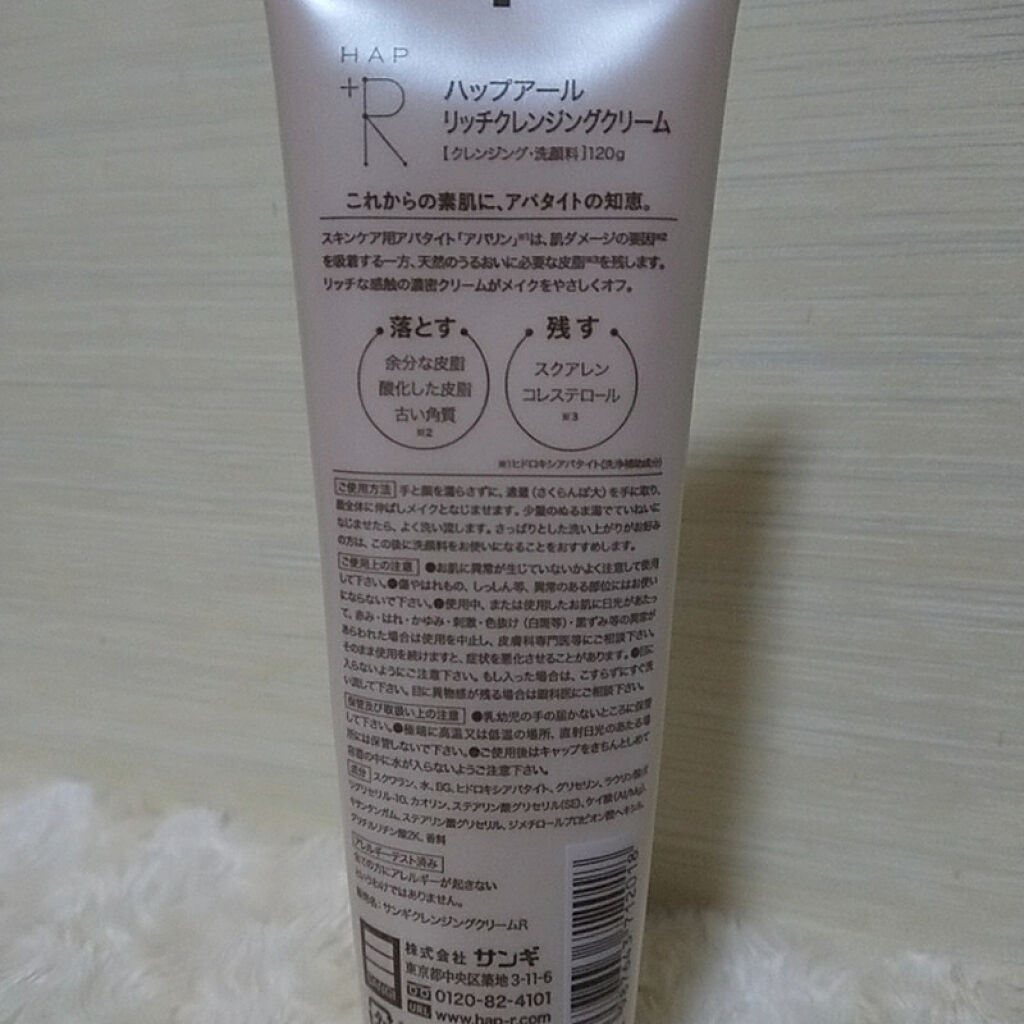 HAP
+R
ハップアール
リッチクレンジングクリーム
[クレンジング・洗顔料]120g
これからの素肌に、アパタイトの知恵。
スキンケア用アパタイト「アパリン」※1は、肌ダメージの要因※2
を吸着する一方、天然のうるおいに必要な皮脂※3を残します。
リッチな感触の濃密クリームがメイクをやさしくオフ。
落とす
余分な皮脂
酸化した皮脂
古い角質
※2
残す
スクアレン
コレステロール
※3
※1ヒドロキシアパタイト(洗浄補助成分)
ご使用方法 手と顔を濡らさずに、適量(さくらんぼ大)を手に取り、
顔全体に伸ばしメイクとなじませます。少量のぬるま湯でていねいに
なじませたら、よく洗い流します。さっぱりとした洗い上がりがお好み
の方は、この後に洗顔料をお使いになることをおすすめします。
ご使用上の注意 ●お肌に異常が生じていないかよく注意して使用
して下さい。●傷やはれもの、しっしん等、異常のある部位にはお使い
にならないで下さい。●使用中、または使用したお肌に日光があたっ
て、赤み・はれ・かゆみ・刺激・色抜け(白斑等)・黒ずみ等の異常が
あらわれた場合は使用を中止し、皮膚科専門医等にご相談下さい。
そのまま使用を続けますと、症状を悪化させることがあります。●目に
入らないようにご注意下さい。もし入った場合は、こすらずにすぐ洗
い流して下さい。目に異物感が残る場合は眼科医にご相談下さい。
保管及び取扱い上の注意 ●乳幼児の手の届かないところに保管
して下さい。●極端に高温又は低温の場所、直射日光のあたる場
所には保管しないで下さい。●ご使用後はキャップをきちんとしめて
容器の中に水が入らないようご注意下さい。
成分 スクワラン、水、BG、ヒドロキシアパタイト、グリセリン、ラウリン酸ポ
リグリセリル-10、カオリン、ステアリン酸グリセリル(SE)、ケイ酸(Al/Mg)、
キサンタンガム、ステアリン酸グリセリル、ジメチロールプロピオン酸ヘキシル、
グリチルリチン酸2K、香料
アレルギーテスト済み
全ての方にアレルギーが起きない
というわけではありません。
販売名:サンギクレンジングクリームR
株式会社 サンギ
東京都中央区築地3-11-6
0120-82-4101
URL www.hap-r.com
SANGI